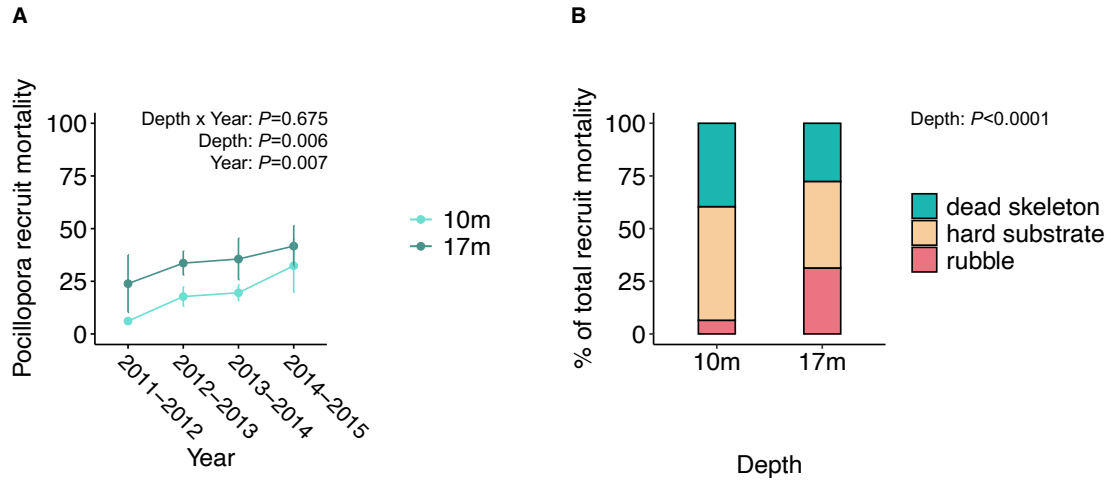 A
Pocillopora recruit mortality
100
75
50
25
0
Depth x Year: P=0.675
Depth: P=0.006
Year: P=0.007
2011–2012
2012–2013
2013–2014
2014–2015
Year
10m
17m
B
% of total recruit mortality
100
75
50
25
0
10m
17m
Depth
Depth: P<0.0001
dead skeleton
hard substrate
rubble